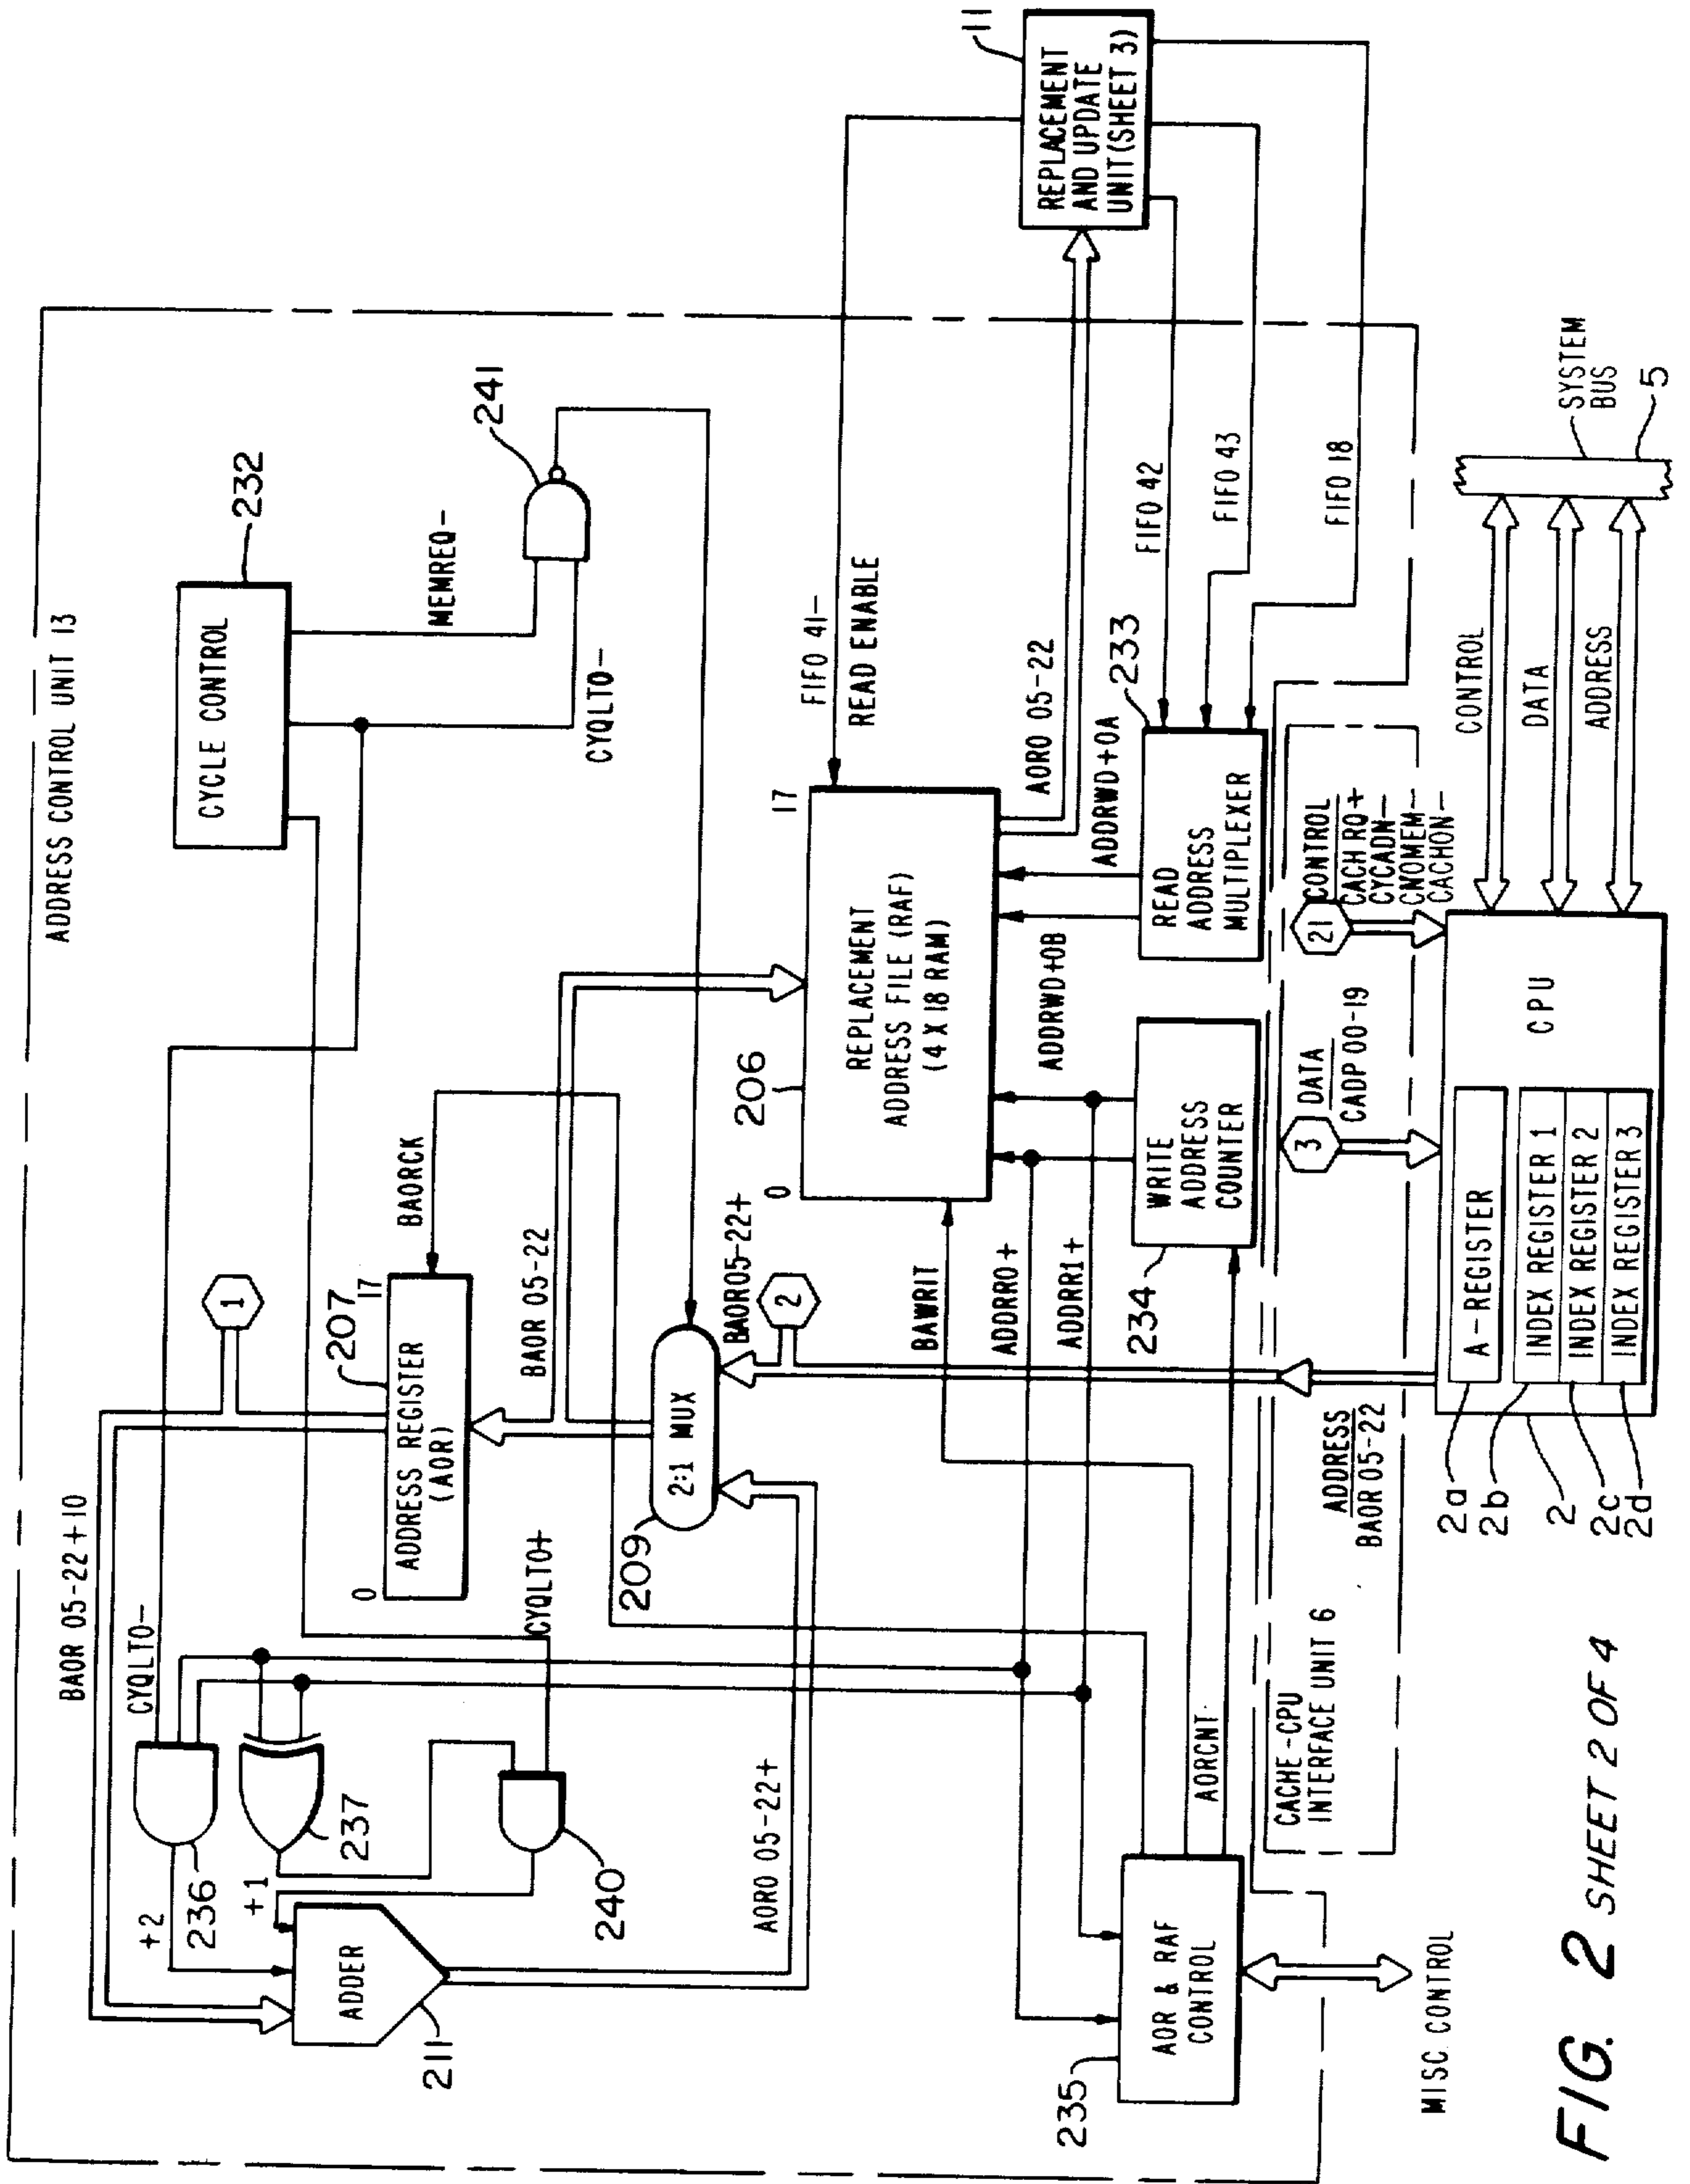 ADDRESS CONTROL UNIT 13
CYCLE CONTROL
232
MEMREQ-
241
CYQLT0-
BAOR 05-22+10
CYQLT0-
1
236
237
+2
+1
ADDER
211
240
CYQLT0+
0
207
17
ADDRESS REGISTER
(AOR)
BAORCK
BAOR 05-22
209
2:1 MUX
BAOR05-22+
2
AORO 05-22+
206
0
17
REPLACEMENT
ADDRESS FILE (RAF)
(4 X 18 RAM)
FIFO 41-
READ ENABLE
AORO 05-22
11
REPLACEMENT
AND UPDATE
UNIT(SHEET 3)
FIFO 42
FIFO 43
FIFO 18
BAWRIT
ADDRR0+
ADDRR1+
ADDRWD+0B
ADDRWD+0A
234
WRITE
ADDRESS
COUNTER
233
READ
ADDRESS
MULTIPLEXER
235
AOR & RAF
CONTROL
AORCNT
MISC. CONTROL
CACHE-CPU
INTERFACE UNIT 6
ADDRESS
BAOR 05-22
3
DATA
CADP 00-19
21
CONTROL
CACH RQ+
CYCADN-
CNOMEM-
CACHON-
2a
2b
2
2c
2d
A-REGISTER
INDEX REGISTER 1
INDEX REGISTER 2
INDEX REGISTER 3
CPU
CONTROL
DATA
ADDRESS
SYSTEM
BUS
5
FIG. 2 SHEET 2 OF 4